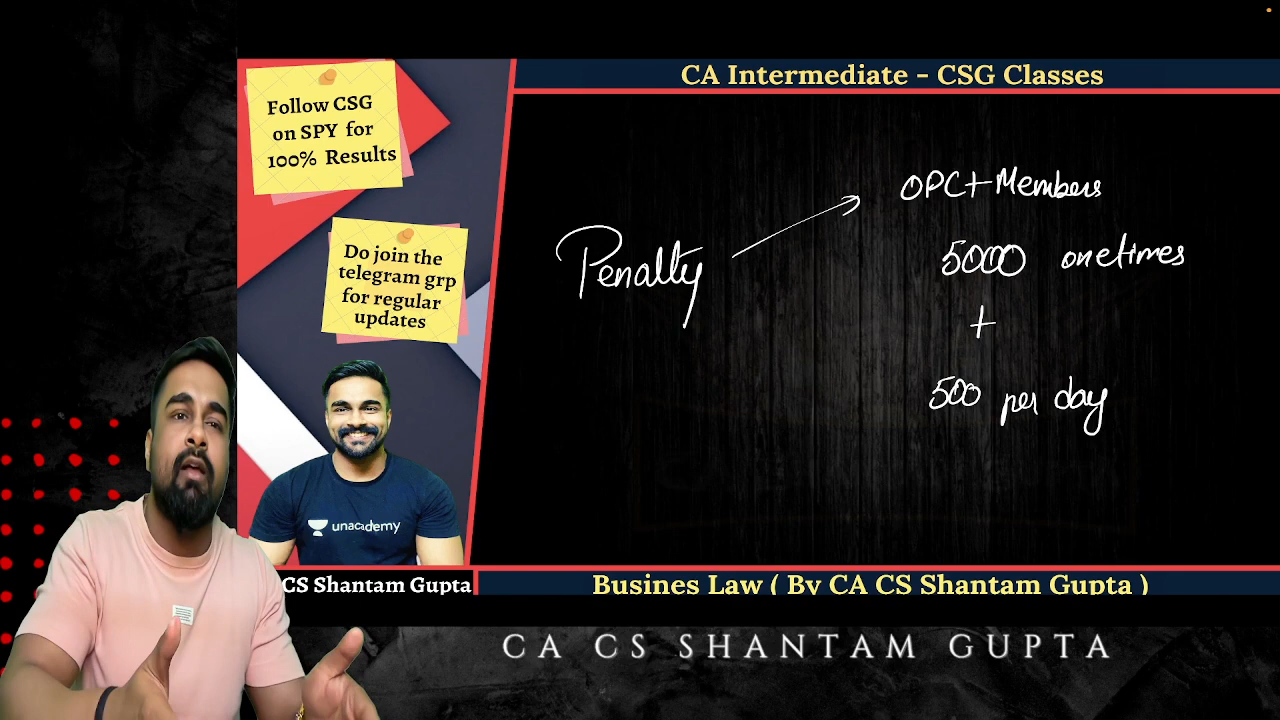 CA Intermediate - CSG Classes
Follow CSG
on SPY for
100% Results
Do join the
telegram grp
for regular
updates
unacademy
Penalty
OPC+Members
5000 onetimes
+
500 per day
CS Shantam Gupta
Busines Law ( By CA CS Shantam Gupta )
CA CS SHANTAM GUPTA